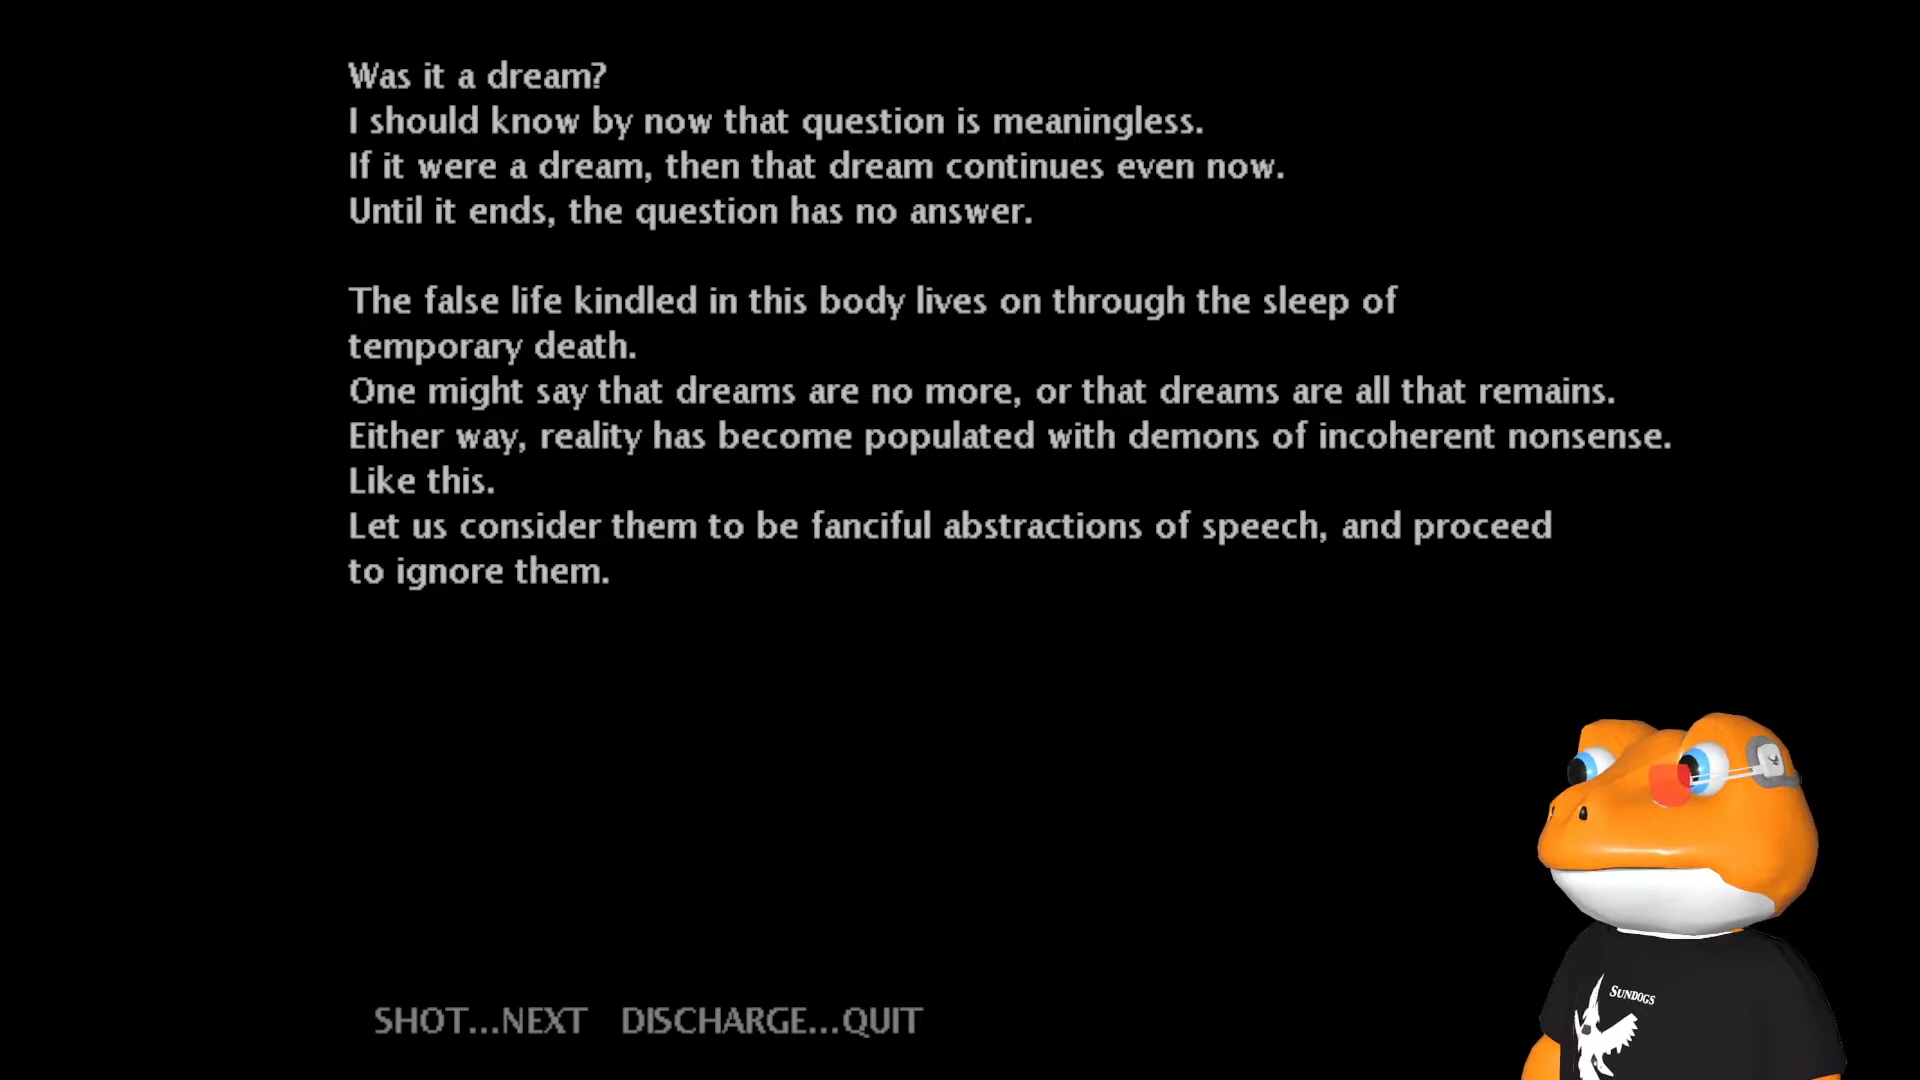 Was it a dream?
I should know by now that question is meaningless.
If it were a dream, then that dream continues even now.
Until it ends, the question has no answer.
The false life kindled in this body lives on through the sleep of
temporary death.
One might say that dreams are no more, or that dreams are all that remains.
Either way, reality has become populated with demons of incoherent nonsense.
Like this.
Let us consider them to be fanciful abstractions of speech, and proceed
to ignore them.
SUNDOGS
SHOT...NEXT DISCHARGE...QUIT